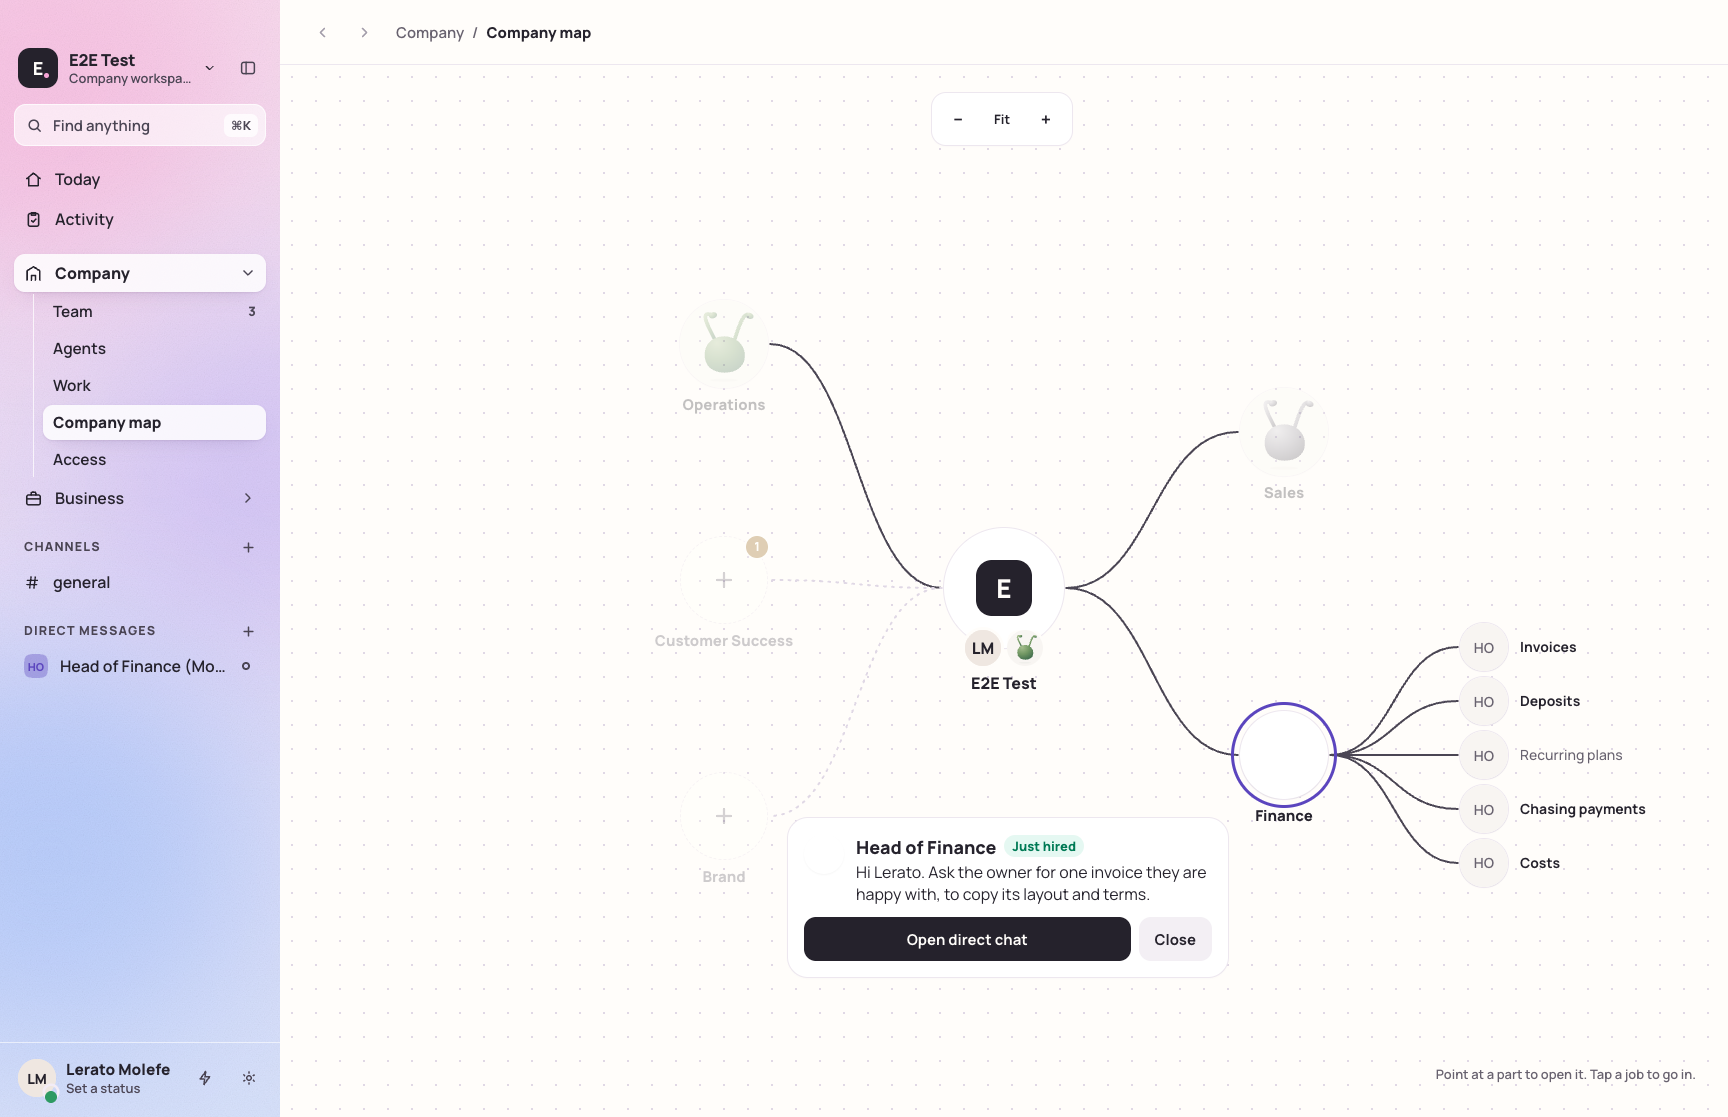 E
E2E Test
Company workspa...
Find anything
⌘K
Today
Activity
Company
Team
3
Agents
Work
Company map
Access
Business
CHANNELS
# general
DIRECT MESSAGES
HO
Head of Finance (Mo...
LM
Lerato Molefe
Set a status
Company / Company map
− Fit +
Operations
Sales
1
Customer Success
E
LM
E2E Test
Brand
Finance
HO Invoices
HO Deposits
HO Recurring plans
HO Chasing payments
HO Costs
Head of Finance Just hired
Hi Lerato. Ask the owner for one invoice they are
happy with, to copy its layout and terms.
Open direct chat
Close
Point at a part to open it. Tap a job to go in.